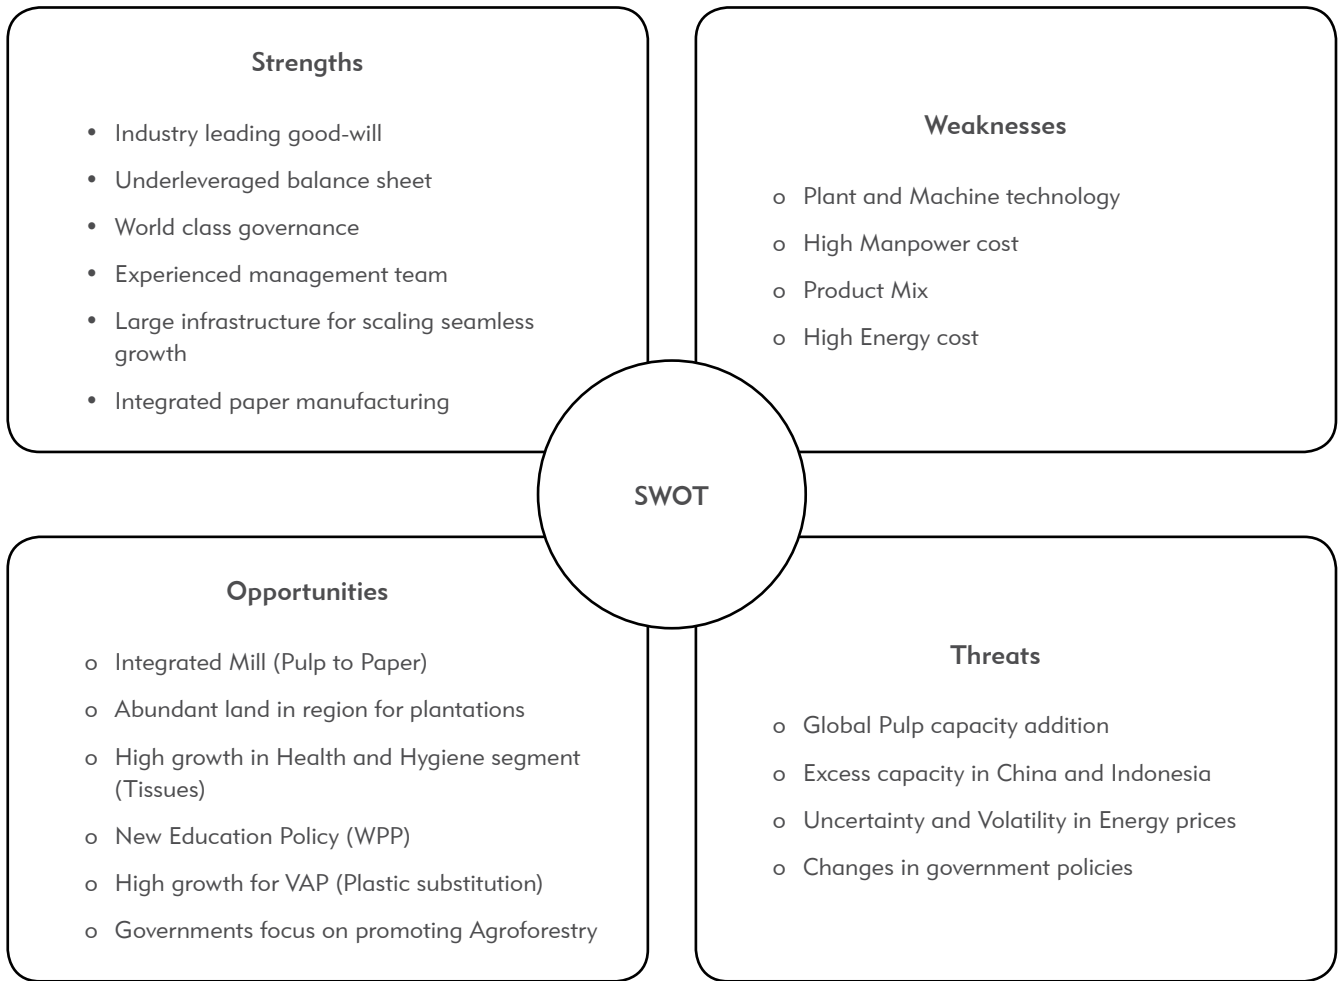 Strengths
• Industry leading good-will
• Underleveraged balance sheet
• World class governance
• Experienced management team
• Large infrastructure for scaling seamless
growth
• Integrated paper manufacturing
Weaknesses
o Plant and Machine technology
o High Manpower cost
o Product Mix
o High Energy cost
SWOT
Opportunities
o Integrated Mill (Pulp to Paper)
o Abundant land in region for plantations
o High growth in Health and Hygiene segment
(Tissues)
o New Education Policy (WPP)
o High growth for VAP (Plastic substitution)
o Governments focus on promoting Agroforestry
Threats
o Global Pulp capacity addition
o Excess capacity in China and Indonesia
o Uncertainty and Volatility in Energy prices
o Changes in government policies